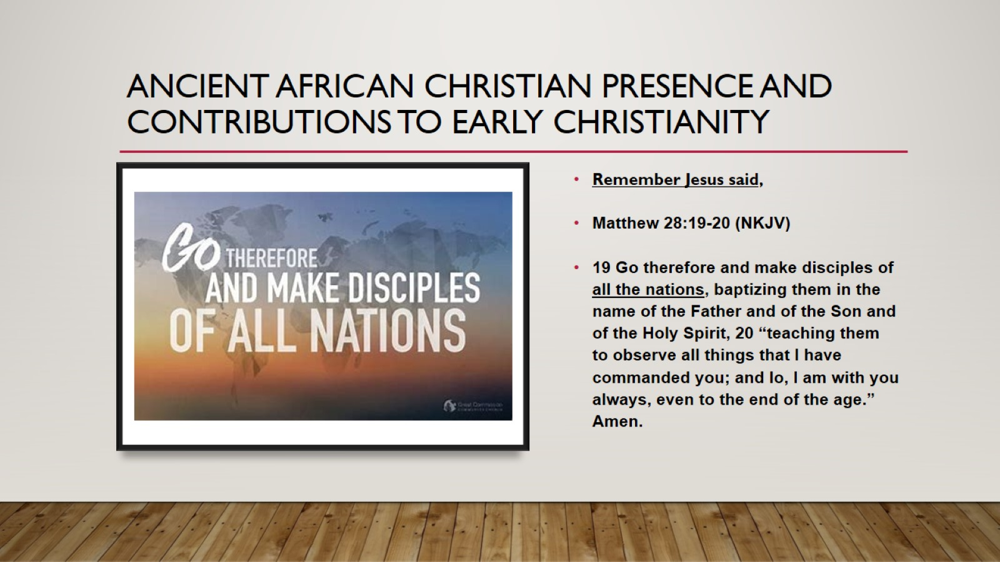 ANCIENT AFRICAN CHRISTIAN PRESENCE AND
CONTRIBUTIONS TO EARLY CHRISTIANITY
Go THEREFORE
AND MAKE DISCIPLES
OF ALL NATIONS
Great Commission
COMMUNITY CHURCH
• Remember Jesus said,
• Matthew 28:19-20 (NKJV)
• 19 Go therefore and make disciples of
all the nations, baptizing them in the
name of the Father and of the Son and
of the Holy Spirit, 20 “teaching them
to observe all things that I have
commanded you; and lo, I am with you
always, even to the end of the age.”
Amen.